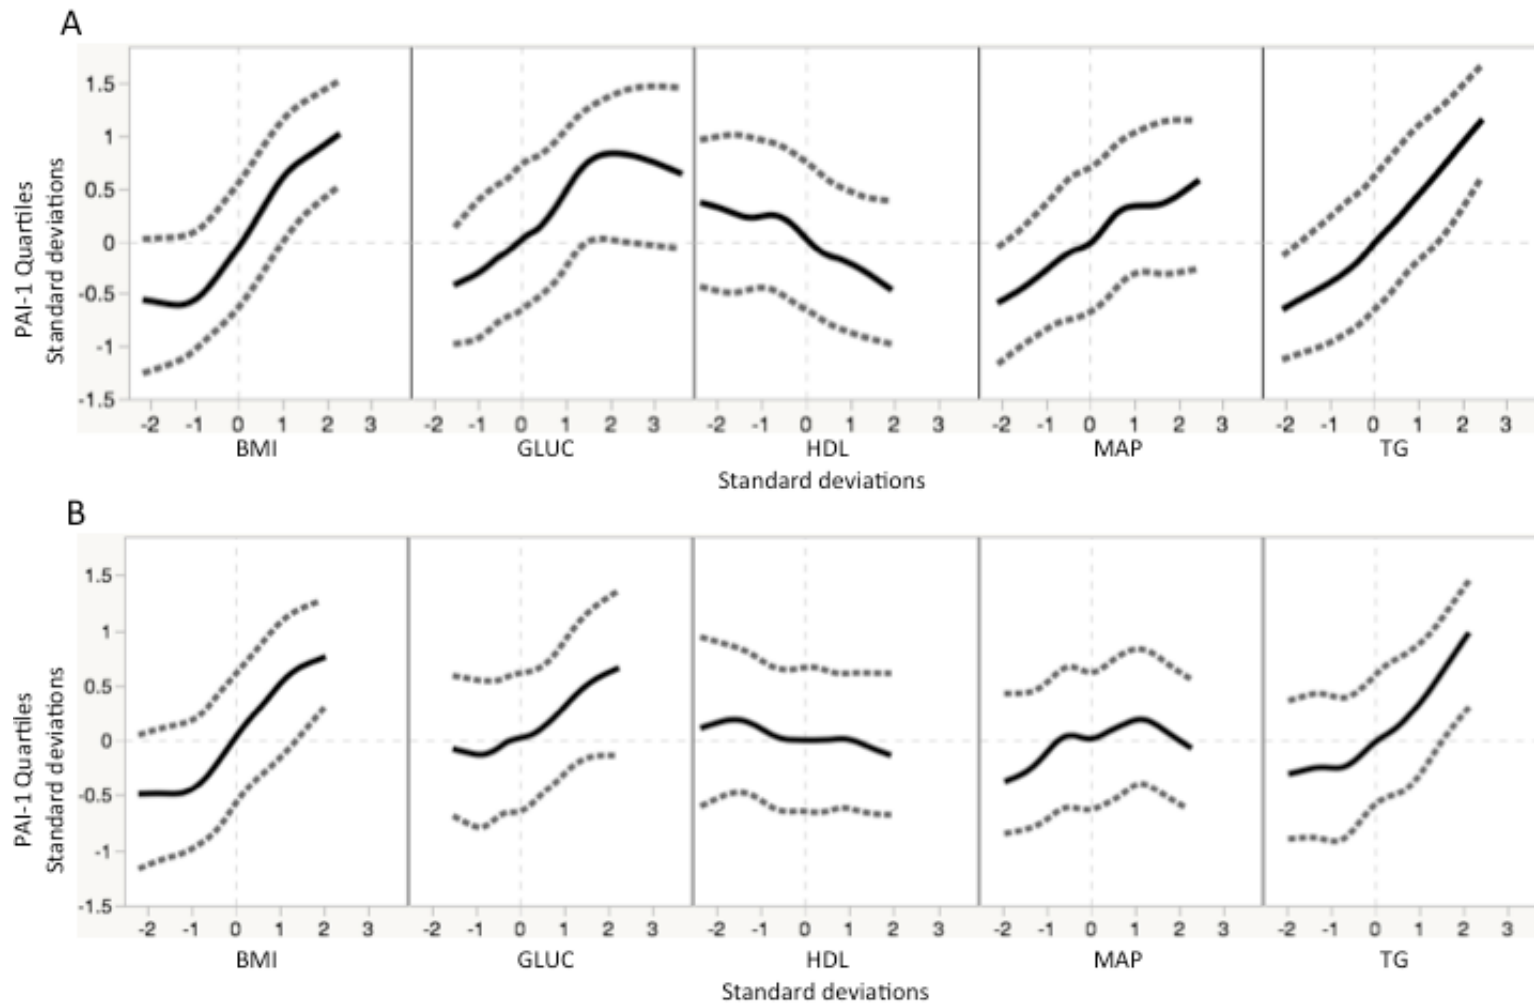 A
PAI-1 Quartiles
Standard deviations
1.5
1
0.5
0
-0.5
-1
-1.5
-2 -1 0 1 2 3 -2 -1 0 1 2 3 -2 -1 0 1 2 3 -2 -1 0 1 2 3 -2 -1 0 1 2 3
BMI GLUC HDL MAP TG
Standard deviations
B
PAI-1 Quartiles
Standard deviations
1.5
1
0.5
0
-0.5
-1
-1.5
-2 -1 0 1 2 3 -2 -1 0 1 2 3 -2 -1 0 1 2 3 -2 -1 0 1 2 3 -2 -1 0 1 2 3
BMI GLUC HDL MAP TG
Standard deviations